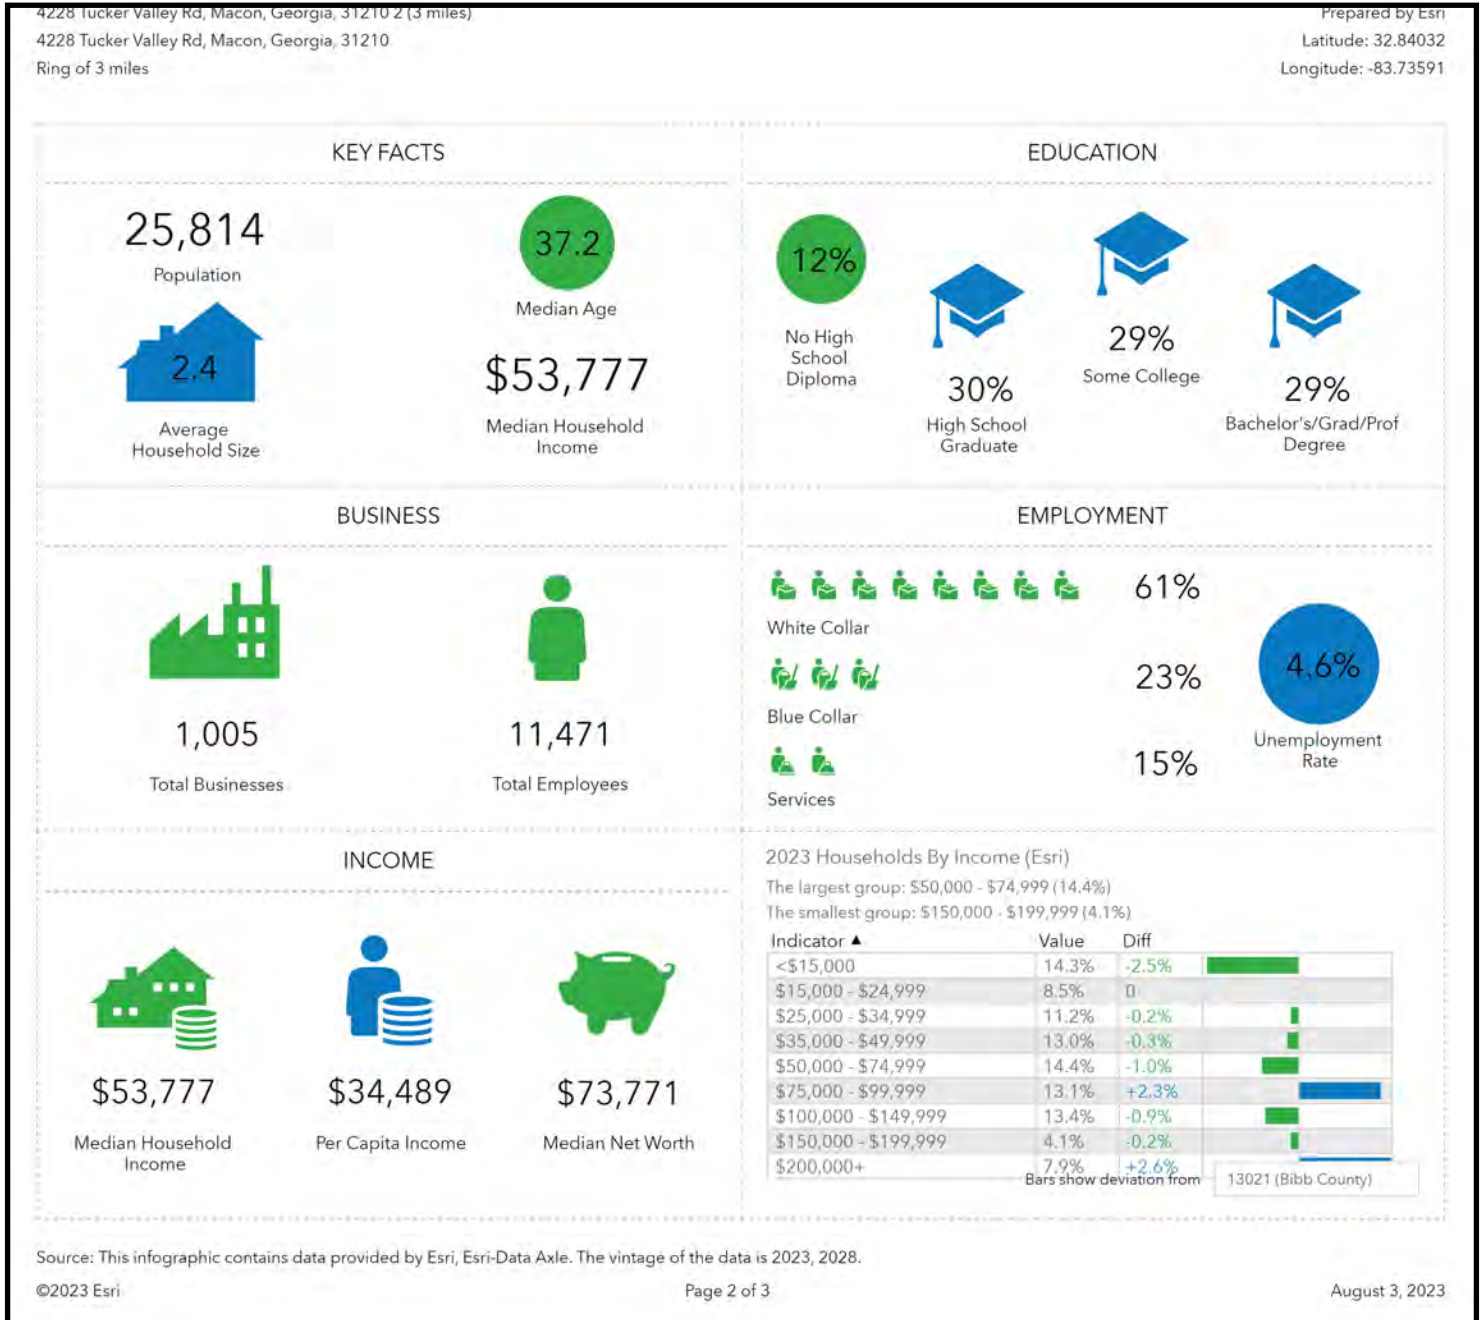 4228 Tucker Valley Rd, Macon, Georgia, 31210 2 (3 miles)
Prepared by Esri
4228 Tucker Valley Rd, Macon, Georgia, 31210
Latitude: 32.84032
Ring of 3 miles
Longitude: -83.73591
KEY FACTS
25,814
Population
37.2
Median Age
2.4
Average
Household Size
$53,777
Median Household
Income
EDUCATION
12%
No High
School
Diploma
30%
High School
Graduate
29%
Some College
29%
Bachelor's/Grad/Prof
Degree
BUSINESS
1,005
Total Businesses
11,471
Total Employees
EMPLOYMENT
61%
White Collar
23%
Blue Collar
15%
Services
4.6%
Unemployment
Rate
INCOME
$53,777
Median Household
Income
$34,489
Per Capita Income
$73,771
Median Net Worth
2023 Households By Income (Esri)
The largest group: $50,000 - $74,999 (14.4%)
The smallest group: $150,000 - $199,999 (4.1%)
Indicator ▲ Value Diff
<$15,000 14.3% -2.5%
$15,000 - $24,999 8.5% 0
$25,000 - $34,999 11.2% -0.2%
$35,000 - $49,999 13.0% -0.3%
$50,000 - $74,999 14.4% -1.0%
$75,000 - $99,999 13.1% +2.3%
$100,000 - $149,999 13.4% -0.9%
$150,000 - $199,999 4.1% -0.2%
$200,000+ 7.9% +2.6%
Bars show deviation from 13021 (Bibb County)
Source: This infographic contains data provided by Esri, Esri-Data Axle. The vintage of the data is 2023, 2028.
©2023 Esri
Page 2 of 3
August 3, 2023